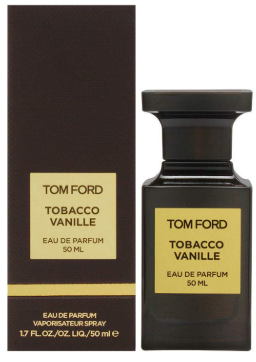 TOM FORD
TOBACCO
VANILLE
EAU DE PARFUM
50 ML
EAU DE PARFUM
VAPORISATEUR SPRAY
1.7 FL.OZ./OZ. LIQ./50 ml ℮
TOM FORD
TOBACCO
VANILLE
EAU DE PARFUM
50 ML